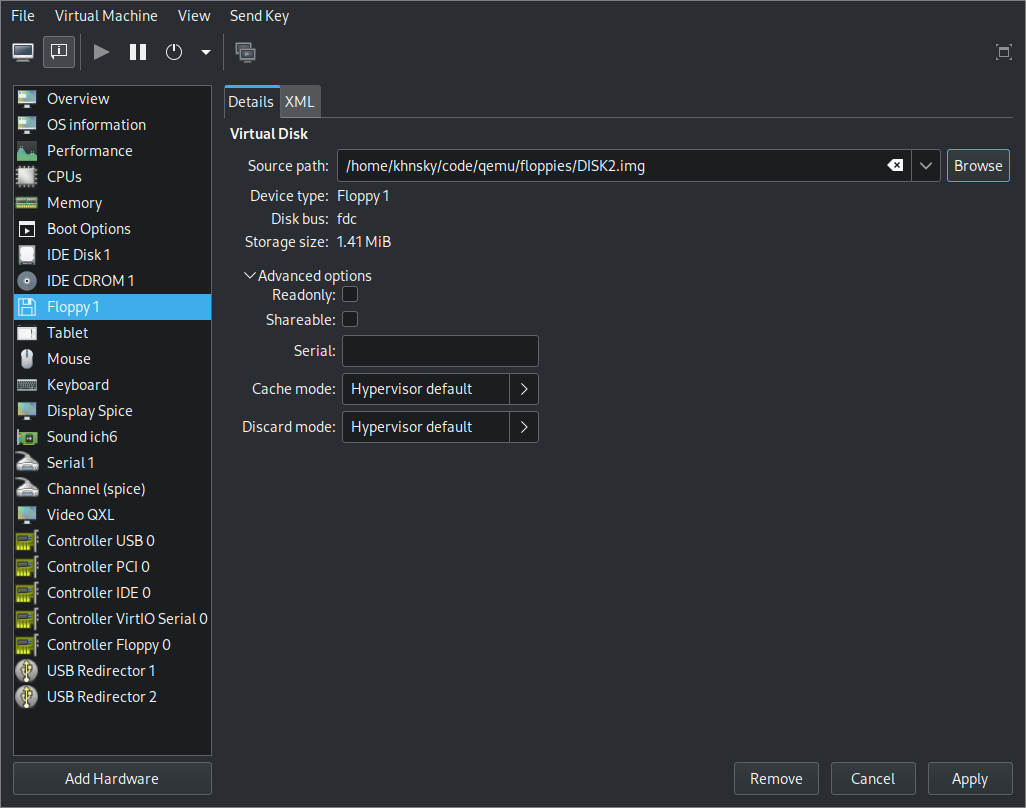 File Virtual Machine View Send Key
Overview
OS information
Performance
CPUs
Memory
Boot Options
IDE Disk 1
IDE CDROM 1
Floppy 1
Tablet
Mouse
Keyboard
Display Spice
Sound ich6
Serial 1
Channel (spice)
Video QXL
Controller USB 0
Controller PCI 0
Controller IDE 0
Controller VirtIO Serial 0
Controller Floppy 0
USB Redirector 1
USB Redirector 2
Add Hardware
Details XML
Virtual Disk
Source path: /home/khnsky/code/qemu/floppies/DISK2.img Browse
Device type: Floppy 1
Disk bus: fdc
Storage size: 1.41 MiB
Advanced options
Readonly:
Shareable:
Serial:
Cache mode: Hypervisor default
Discard mode: Hypervisor default
Remove Cancel Apply